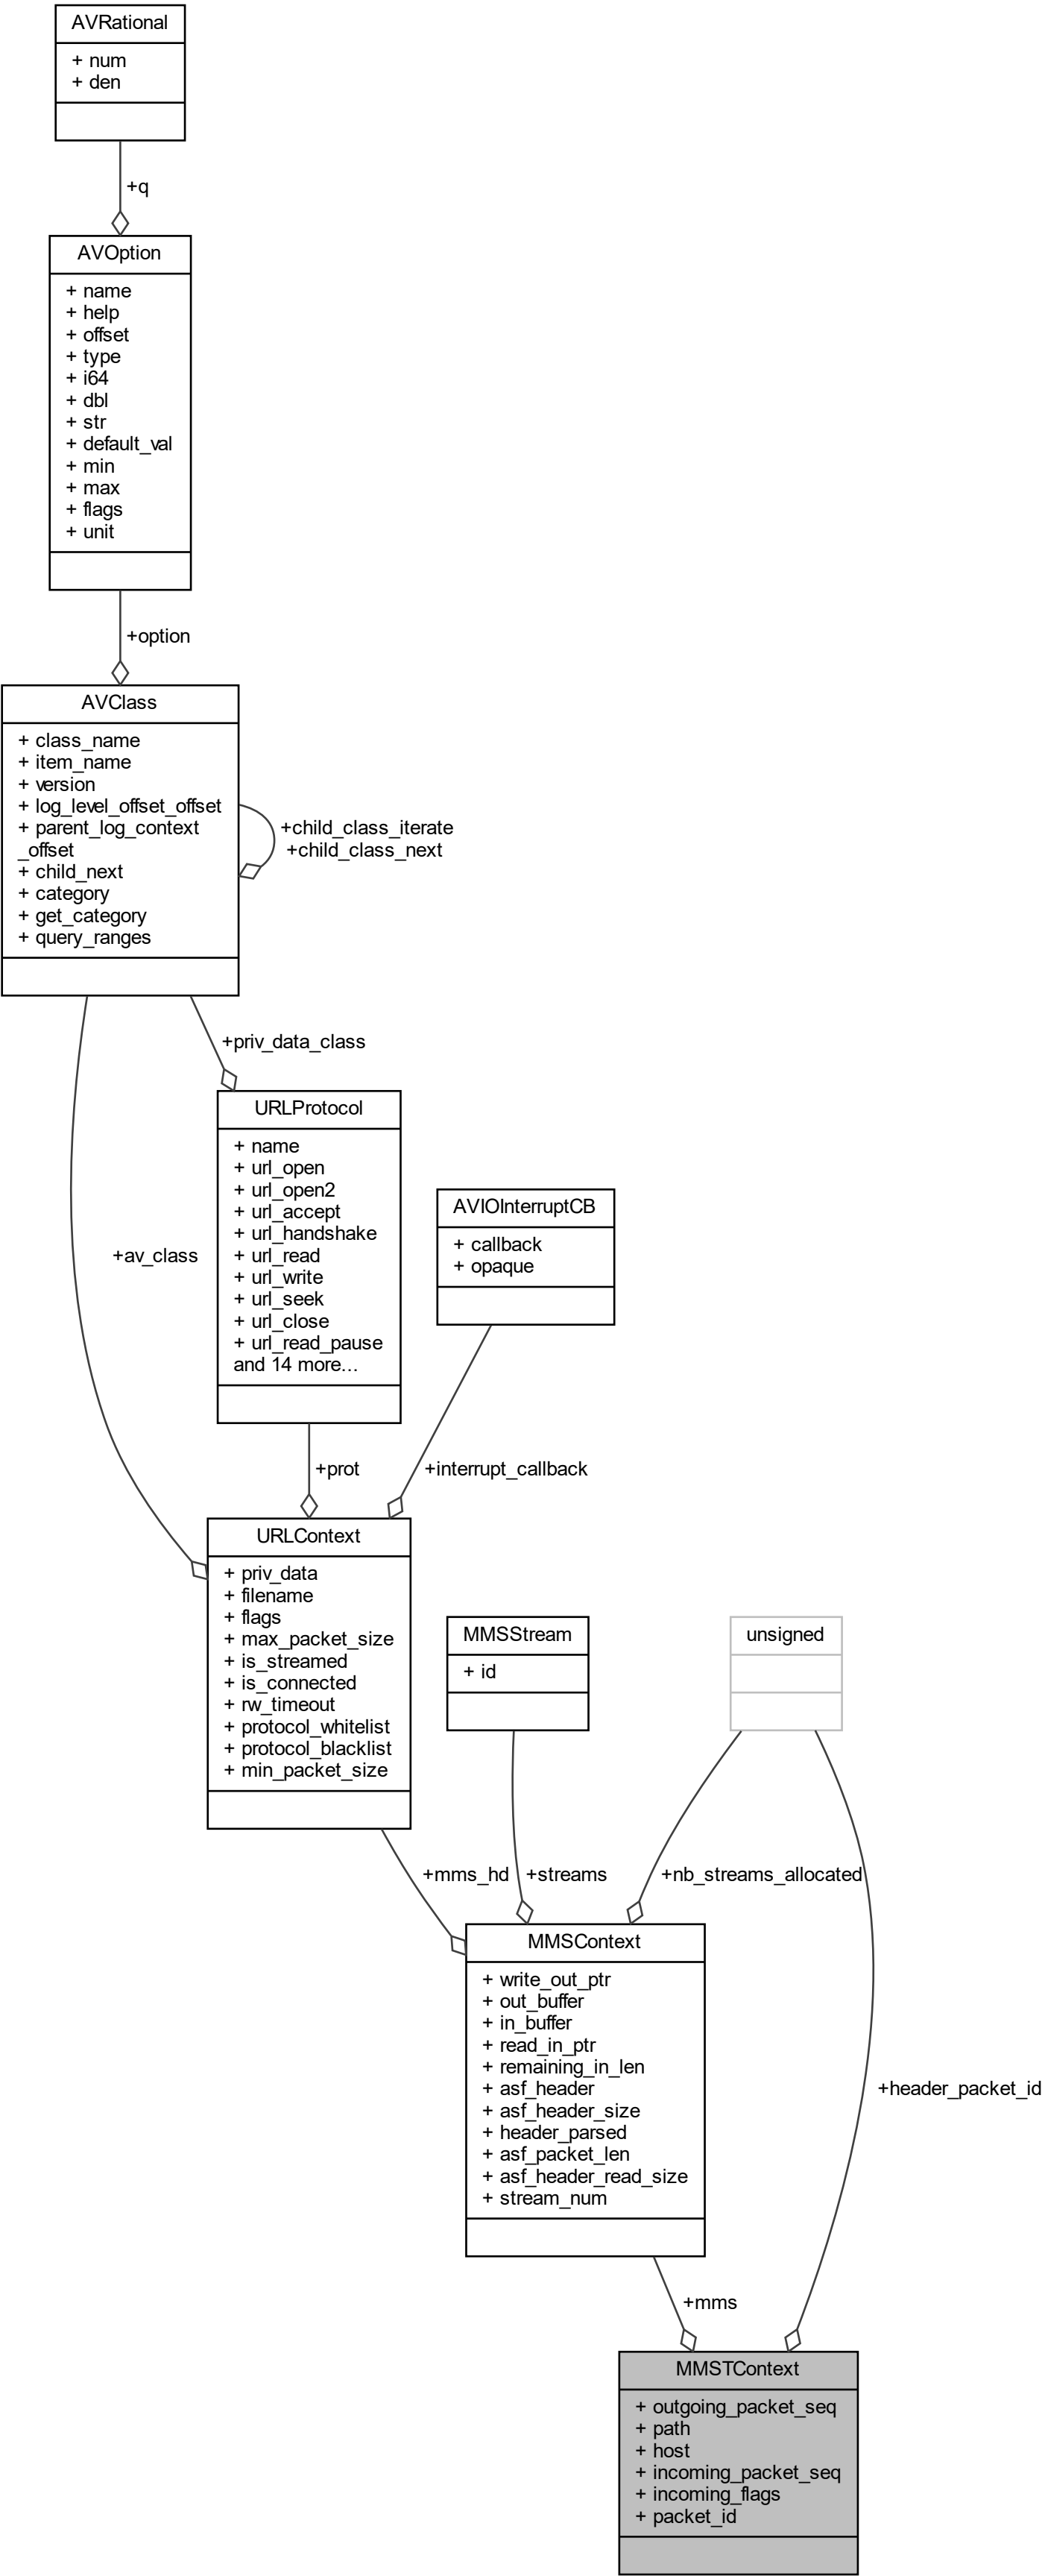 AVRational
+ num
+ den
+q
AVOption
+ name
+ help
+ offset
+ type
+ i64
+ dbl
+ str
+ default_val
+ min
+ max
+ flags
+ unit
+option
AVClass
+ class_name
+ item_name
+ version
+ log_level_offset_offset
+ parent_log_context
_offset
+ child_next
+ category
+ get_category
+ query_ranges
+child_class_iterate
+child_class_next
+priv_data_class
URLProtocol
+ name
+ url_open
+ url_open2
+ url_accept
+ url_handshake
+ url_read
+ url_write
+ url_seek
+ url_close
+ url_read_pause
and 14 more...
AVIOInterruptCB
+ callback
+ opaque
+av_class
+prot
+interrupt_callback
URLContext
+ priv_data
+ filename
+ flags
+ max_packet_size
+ is_streamed
+ is_connected
+ rw_timeout
+ protocol_whitelist
+ protocol_blacklist
+ min_packet_size
MMSStream
+ id
unsigned
+mms_hd
+streams
+nb_streams_allocated
MMSContext
+ write_out_ptr
+ out_buffer
+ in_buffer
+ read_in_ptr
+ remaining_in_len
+ asf_header
+ asf_header_size
+ header_parsed
+ asf_packet_len
+ asf_header_read_size
+ stream_num
+header_packet_id
+mms
MMSTContext
+ outgoing_packet_seq
+ path
+ host
+ incoming_packet_seq
+ incoming_flags
+ packet_id